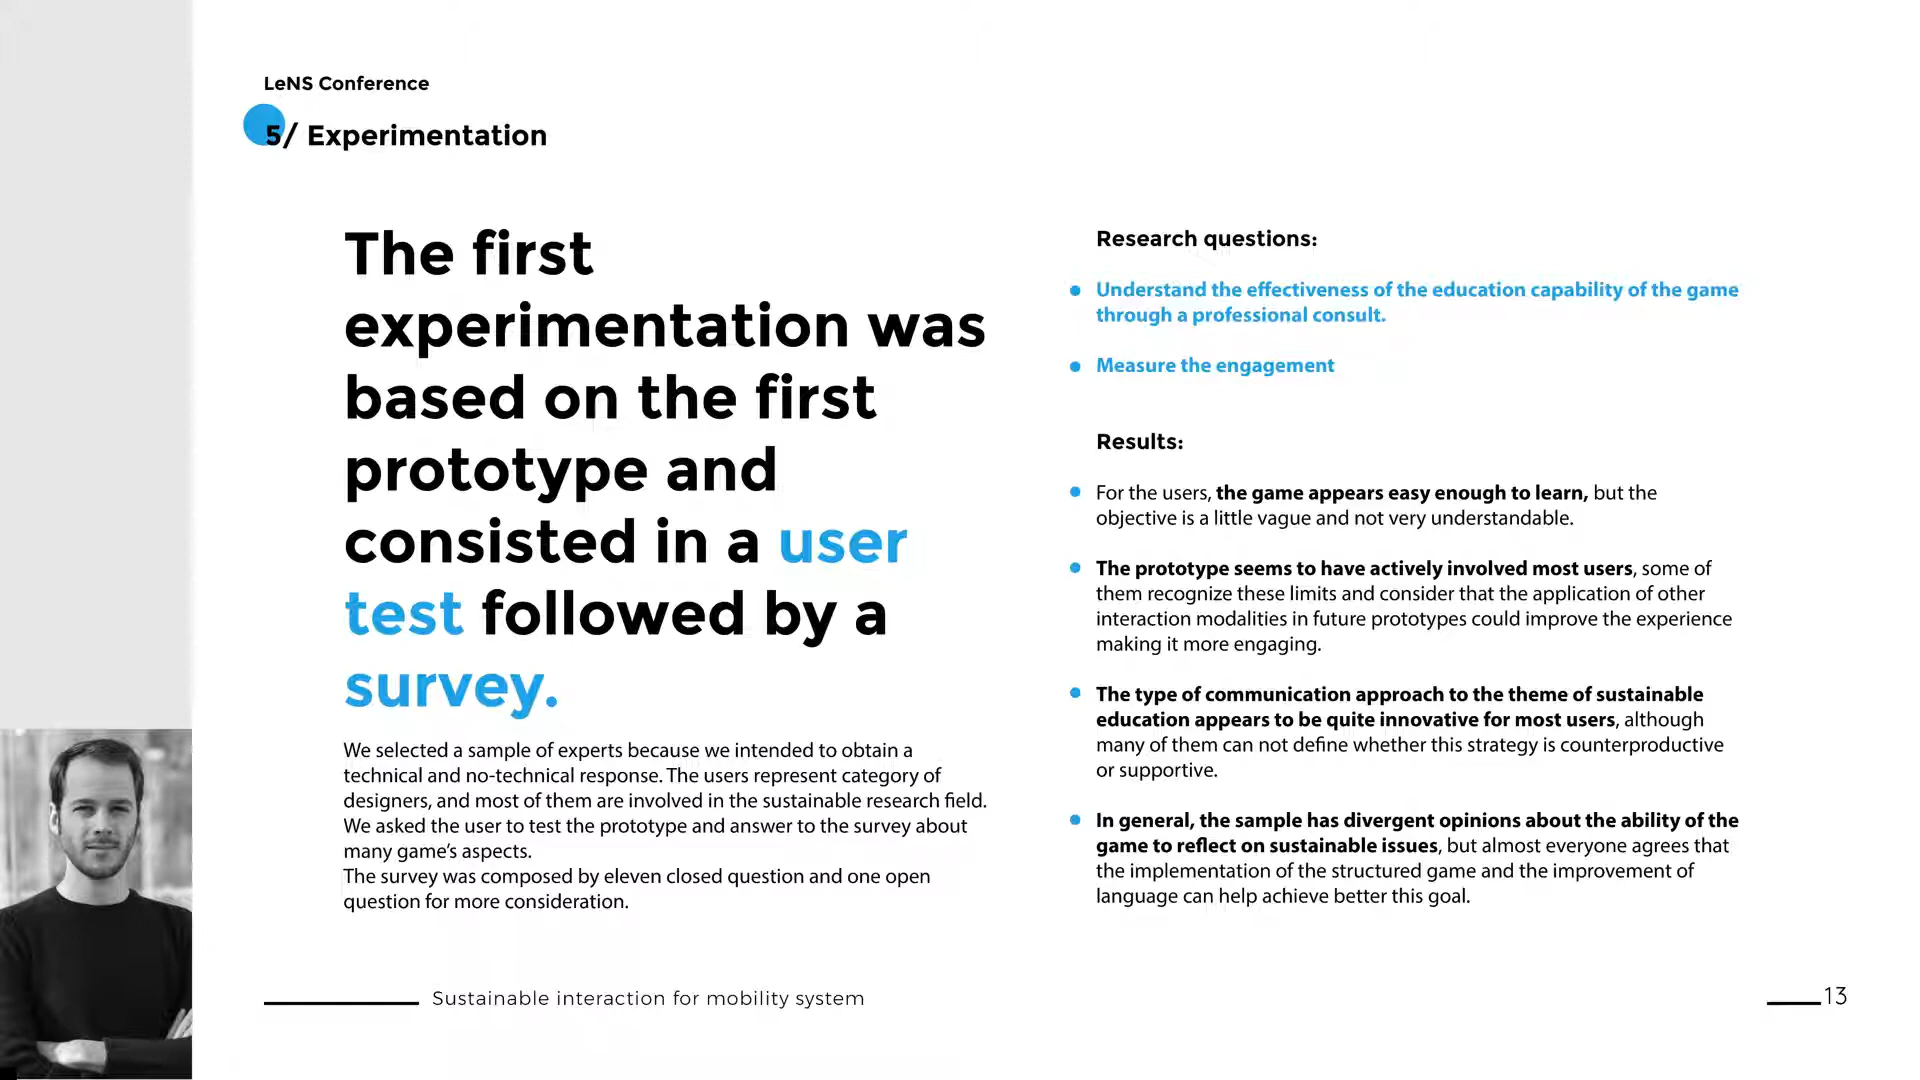 LeNS Conference
5/ Experimentation
The first
experimentation was
based on the first
prototype and
consisted in a user
test followed by a
survey.
We selected a sample of experts because we intended to obtain a
technical and no-technical response. The users represent category of
designers, and most of them are involved in the sustainable research field.
We asked the user to test the prototype and answer to the survey about
many game's aspects.
The survey was composed by eleven closed question and one open
question for more consideration.
Research questions:
Understand the effectiveness of the education capability of the game
through a professional consult.
Measure the engagement
Results:
For the users, the game appears easy enough to learn, but the
objective is a little vague and not very understandable.
The prototype seems to have actively involved most users, some of
them recognize these limits and consider that the application of other
interaction modalities in future prototypes could improve the experience
making it more engaging.
The type of communication approach to the theme of sustainable
education appears to be quite innovative for most users, although
many of them can not define whether this strategy is counterproductive
or supportive.
In general, the sample has divergent opinions about the ability of the
game to reflect on sustainable issues, but almost everyone agrees that
the implementation of the structured game and the improvement of
language can help achieve better this goal.
Sustainable interaction for mobility system
13